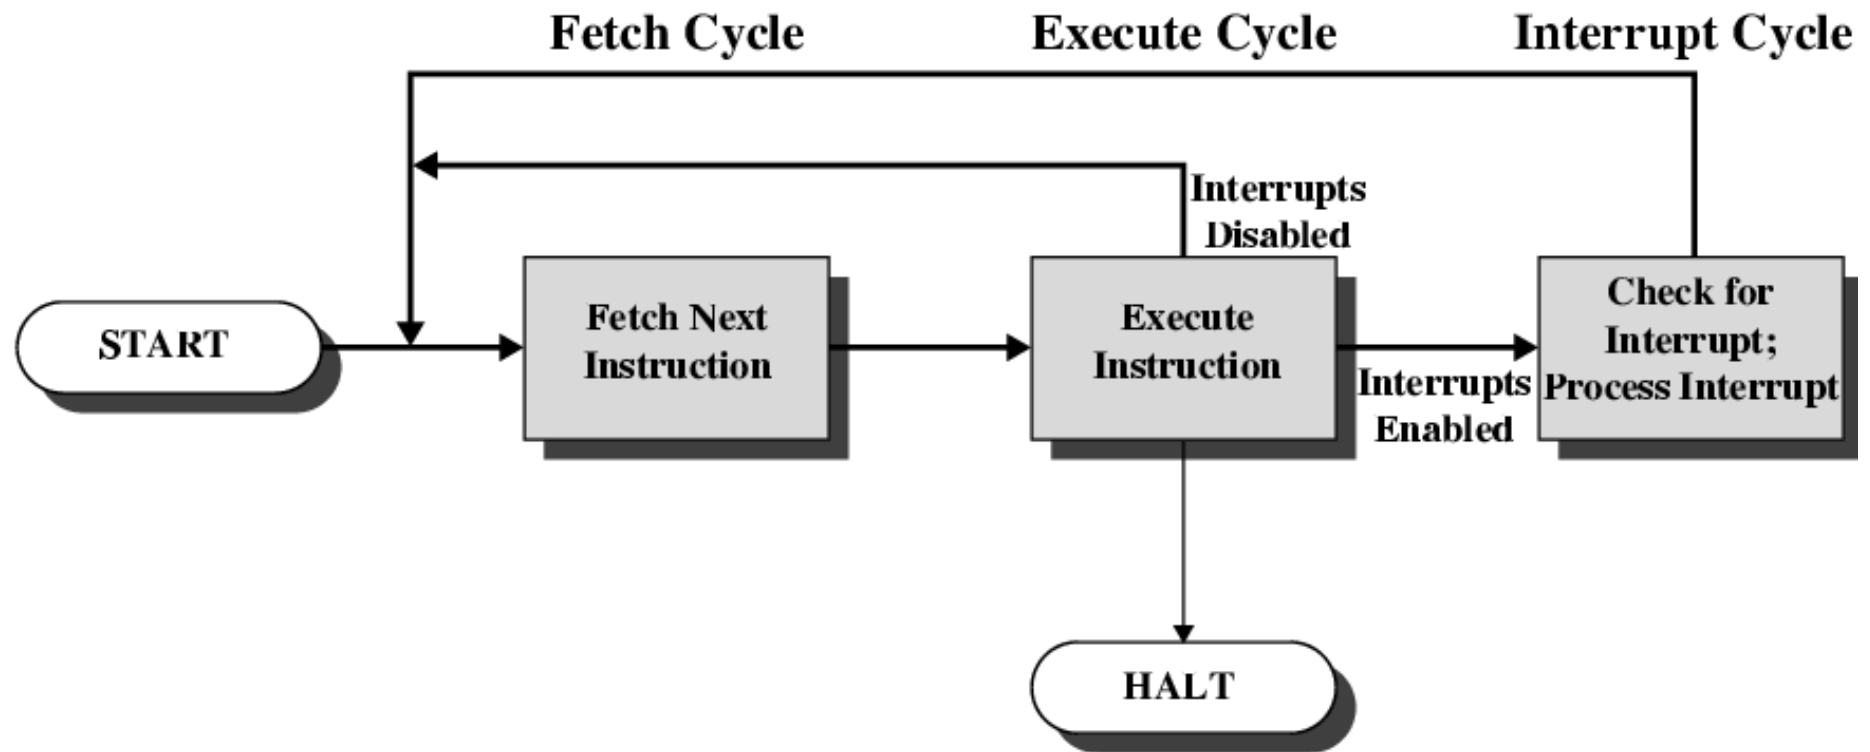 Fetch Cycle
Execute Cycle
Interrupt Cycle
Interrupts
Disabled
START
Fetch Next
Instruction
Execute
Instruction
Interrupts
Enabled
Check for
Interrupt;
Process Interrupt
HALT